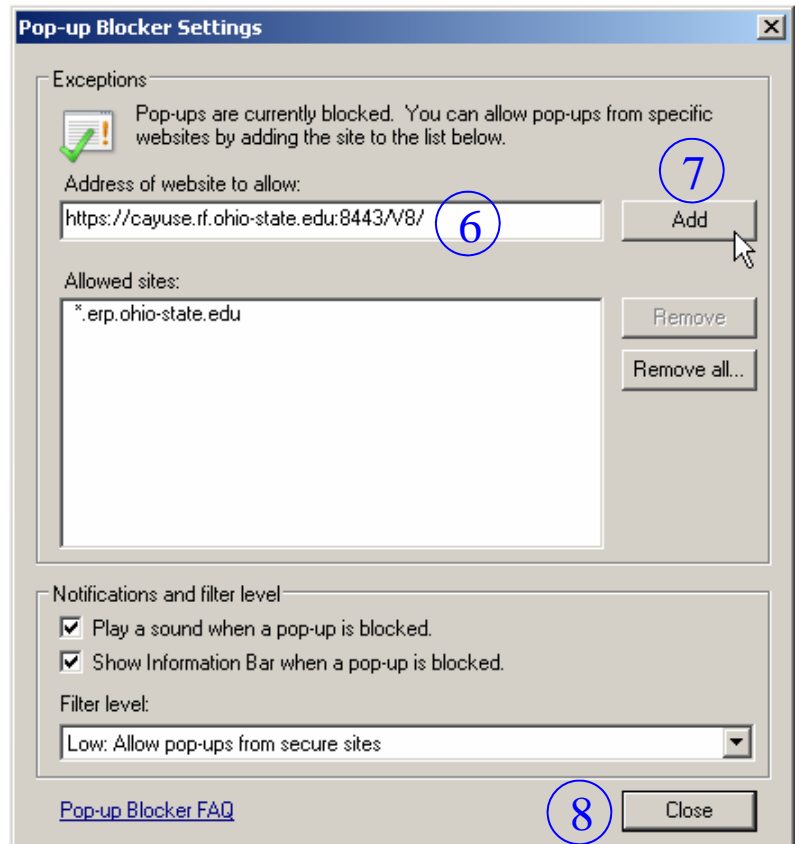 Pop-up Blocker Settings
Exceptions
Pop-ups are currently blocked. You can allow pop-ups from specific
websites by adding the site to the list below.
7
Address of website to allow:
https://cayuse.rf.ohio-state.edu:8443/V8/ 6 Add
Allowed sites:
*.erp.ohio-state.edu
Remove
Remove all...
Notifications and filter level
Play a sound when a pop-up is blocked.
Show Information Bar when a pop-up is blocked.
Filter level:
Low: Allow pop-ups from secure sites
Pop-up Blocker FAQ 8 Close